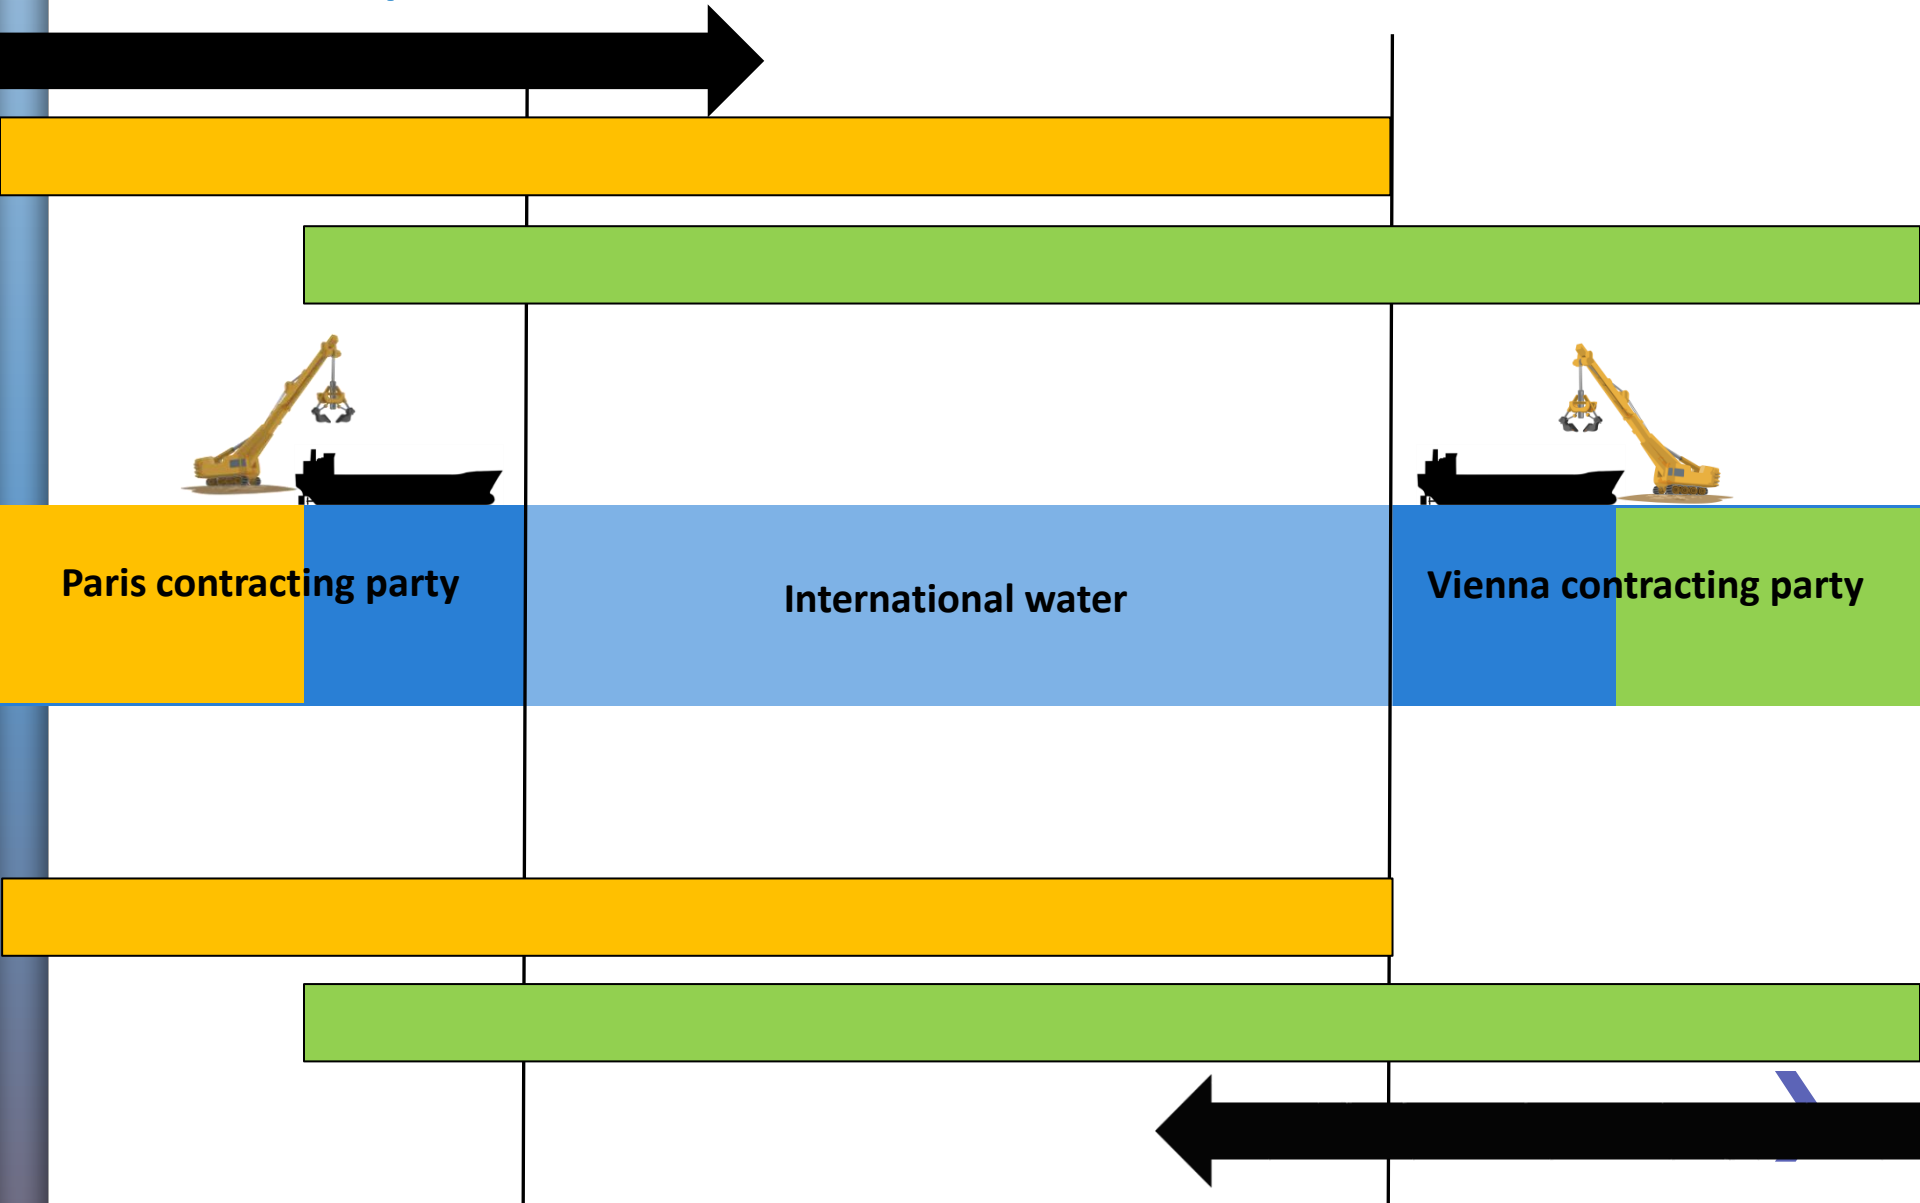 Paris contracting party
International water
Vienna contracting party